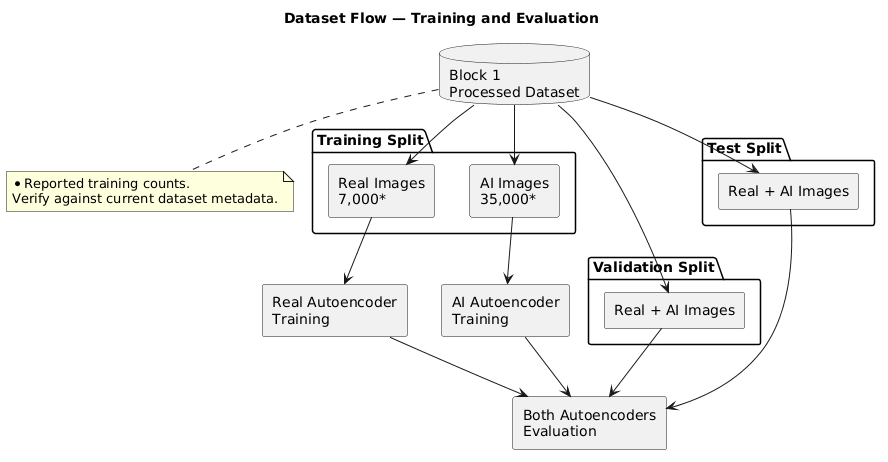 Dataset Flow — Training and Evaluation
Block 1
Processed Dataset
• Reported training counts.
Verify against current dataset metadata.
Training Split
Real Images
7,000*
AI Images
35,000*
Test Split
Real + AI Images
Validation Split
Real + AI Images
Real Autoencoder
Training
AI Autoencoder
Training
Both Autoencoders
Evaluation